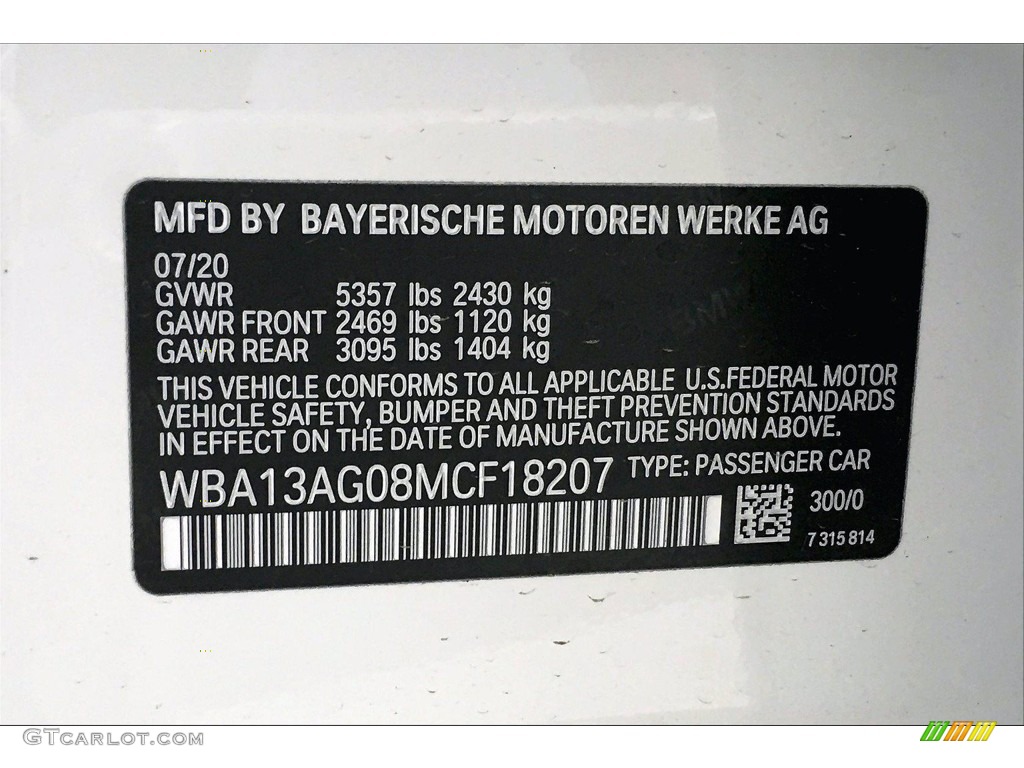 MFD BY BAYERISCHE MOTOREN WERKE AG
07/20
GVWR 5357 lbs 2430 kg
GAWR FRONT 2469 lbs 1120 kg
GAWR REAR 3095 lbs 1404 kg
THIS VEHICLE CONFORMS TO ALL APPLICABLE U.S.FEDERAL MOTOR
VEHICLE SAFETY, BUMPER AND THEFT PREVENTION STANDARDS
IN EFFECT ON THE DATE OF MANUFACTURE SHOWN ABOVE.
WBA13AG08MCF18207 TYPE: PASSENGER CAR
300/0
7 315 814
BMW
GTCARLOT.COM